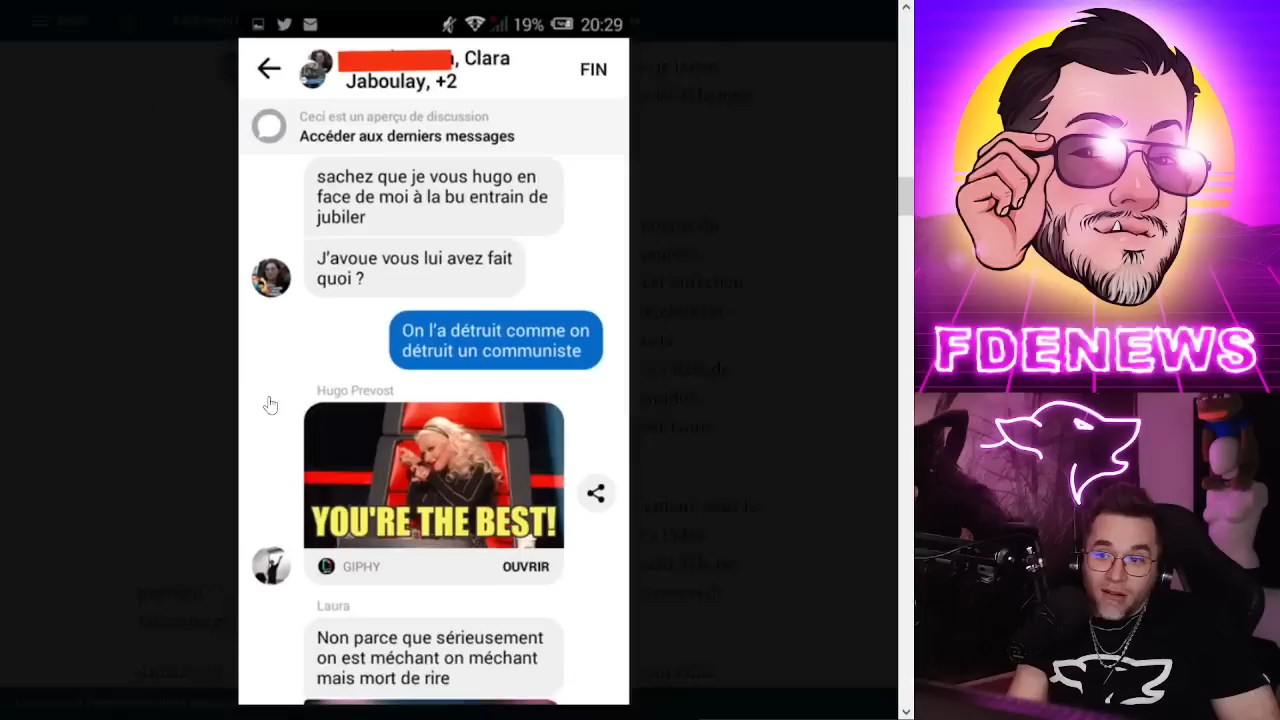 19% 20:29
, Clara
Jaboulay, +2
FIN
Ceci est un aperçu de discussion
Accéder aux derniers messages
sachez que je vous hugo en
face de moi à la bu entrain de
jubiler
J'avoue vous lui avez fait
quoi ?
On l'a détruit comme on
détruit un communiste
Hugo Prevost
YOU'RE THE BEST!
GIPHY
OUVRIR
Laura
Non parce que sérieusement
on est méchant on méchant
mais mort de rire
FDENEWS